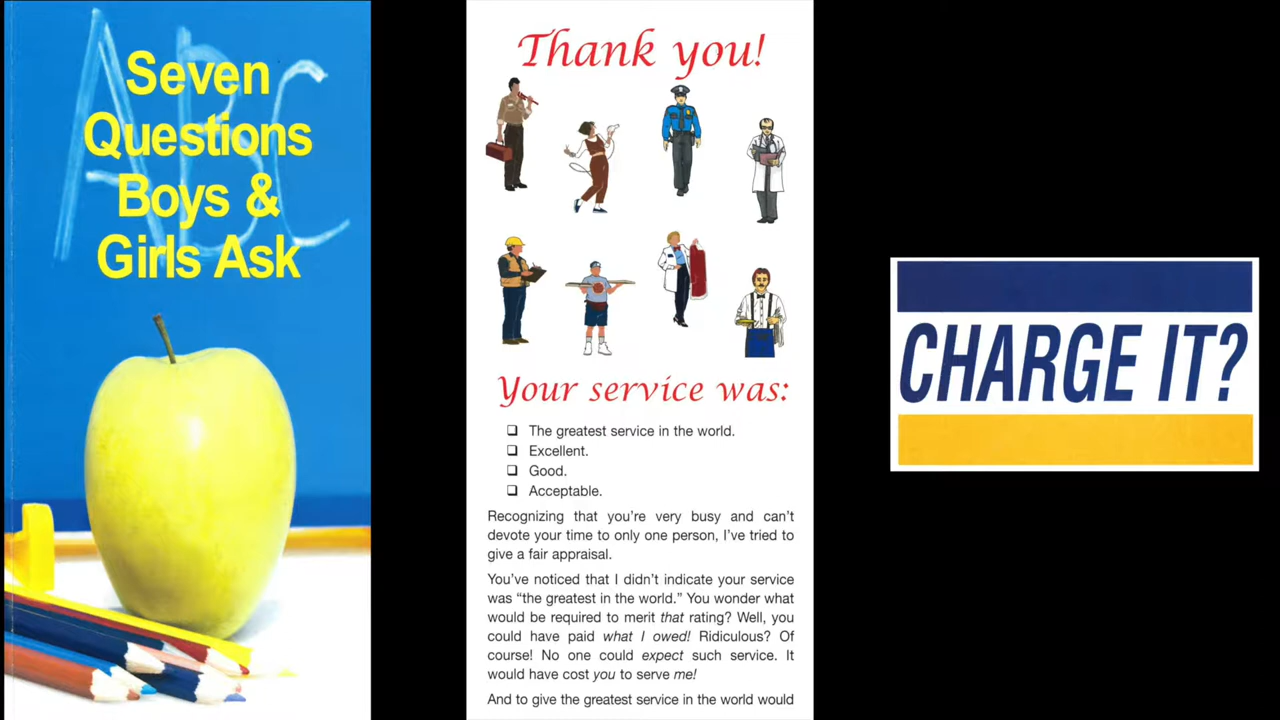 ABC
Seven
Questions
Boys &
Girls Ask
Thank you!
Your service was:
❑ The greatest service in the world.
❑ Excellent.
❑ Good.
❑ Acceptable.
Recognizing that you're very busy and can't
devote your time to only one person, I've tried to
give a fair appraisal.
You've noticed that I didn't indicate your service
was “the greatest in the world.” You wonder what
would be required to merit that rating? Well, you
could have paid what I owed! Ridiculous? Of
course! No one could expect such service. It
would have cost you to serve me!
And to give the greatest service in the world would
CHARGE IT?